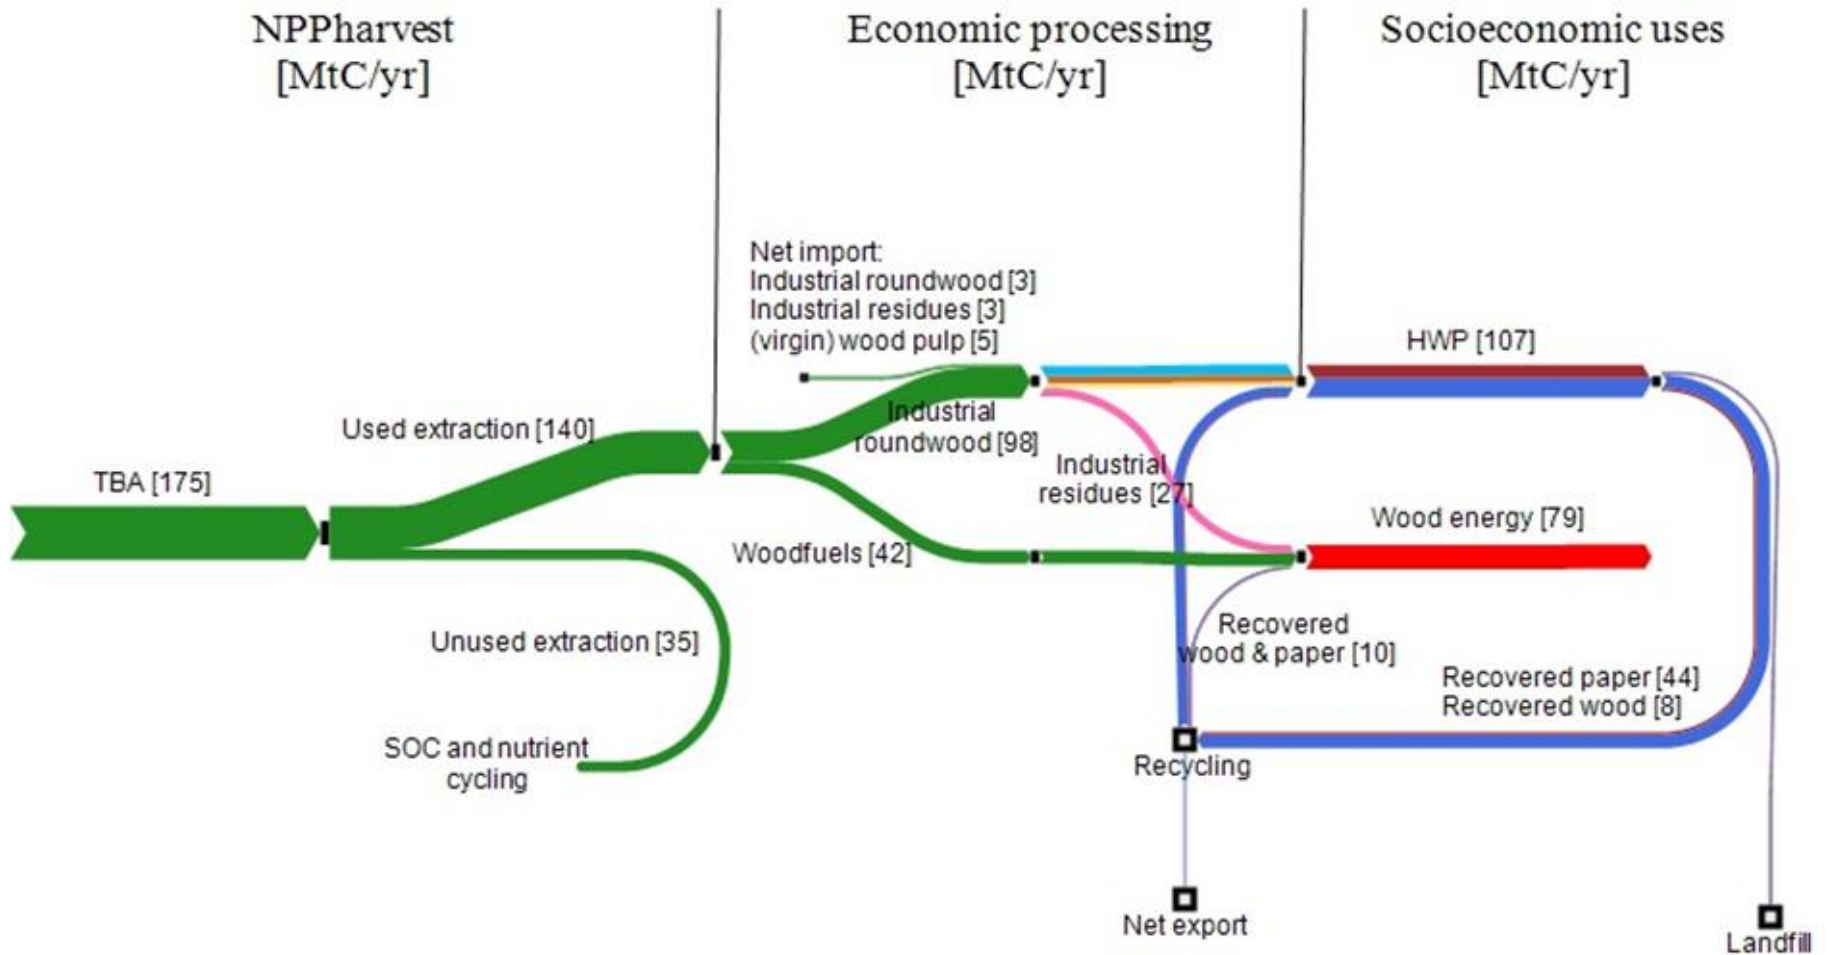 NPPharvest
[MtC/yr]
Economic processing
[MtC/yr]
Socioeconomic uses
[MtC/yr]
Net import:
Industrial roundwood [3]
Industrial residues [3]
(virgin) wood pulp [5]
HWP [107]
Used extraction [140]
Industrial
roundwood [98]
TBA [175]
Industrial
residues [27]
Wood energy [79]
Woodfuels [42]
Unused extraction [35]
Recovered
wood & paper [10]
Recovered paper [44]
Recovered wood [8]
SOC and nutrient
cycling
Recycling
Net export
Landfill